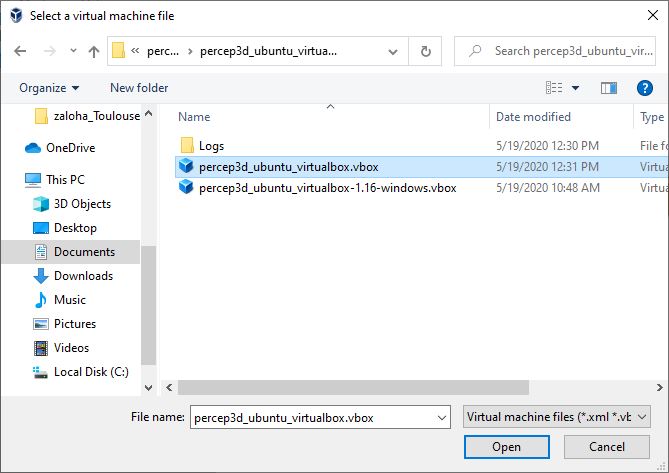 Select a virtual machine file
« perc... › percep3d_ubuntu_virtua...
Search percep3d_ubuntu_vir...
Organize
New folder
?
Name
Date modified
Type
zaloha_Toulouse
OneDrive
This PC
3D Objects
Desktop
Documents
Downloads
Music
Pictures
Videos
Local Disk (C:)
Logs 5/19/2020 12:30 PM File fo
percep3d_ubuntu_virtualbox.vbox 5/19/2020 12:31 PM Virtua
percep3d_ubuntu_virtualbox-1.16-windows.vbox 5/19/2020 10:48 AM Virtua
File name: percep3d_ubuntu_virtualbox.vbox
Virtual machine files (*.xml *.vb
Open
Cancel